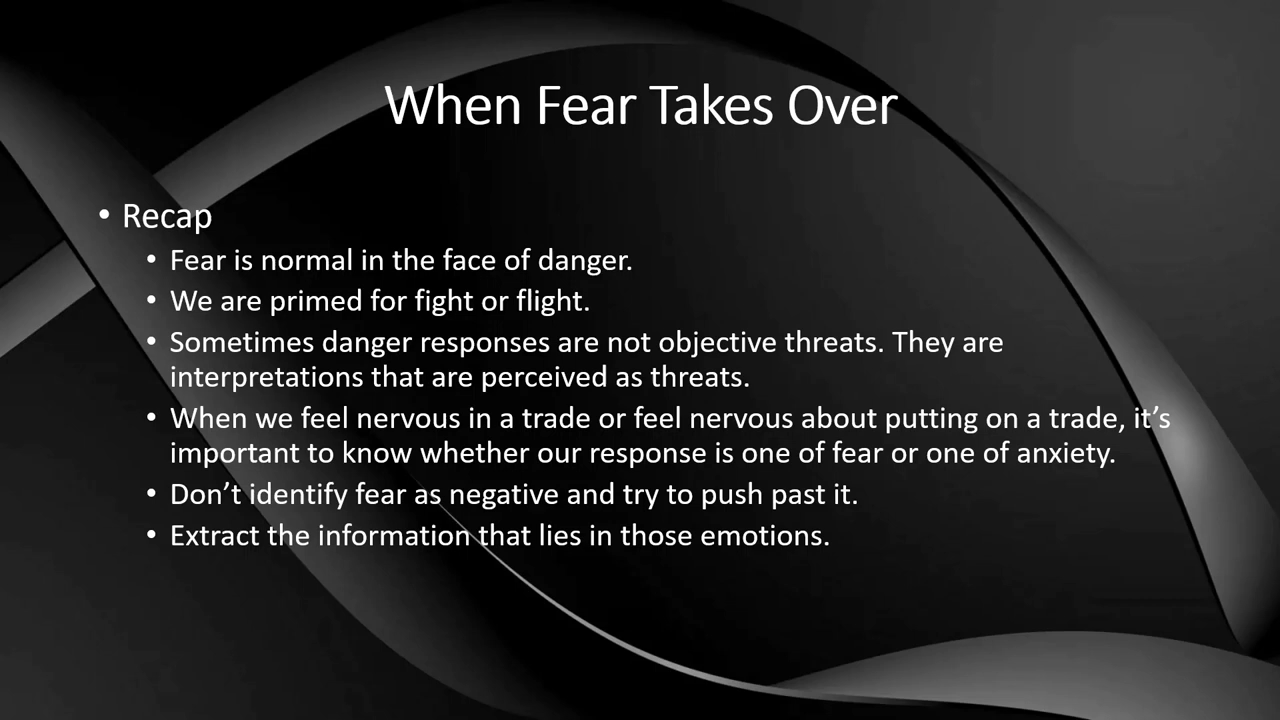 When Fear Takes Over
• Recap
• Fear is normal in the face of danger.
• We are primed for fight or flight.
• Sometimes danger responses are not objective threats. They are
interpretations that are perceived as threats.
• When we feel nervous in a trade or feel nervous about putting on a trade, it’s
important to know whether our response is one of fear or one of anxiety.
• Don’t identify fear as negative and try to push past it.
• Extract the information that lies in those emotions.